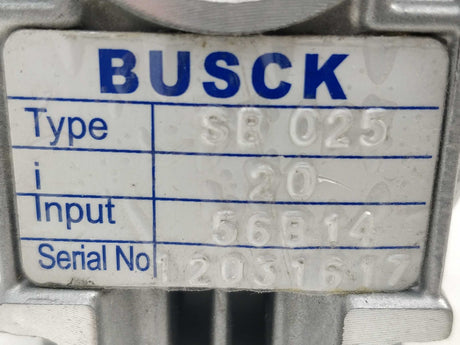 BUSCK
Type SB 025
i 20
Input 56B14
Serial No 12031617